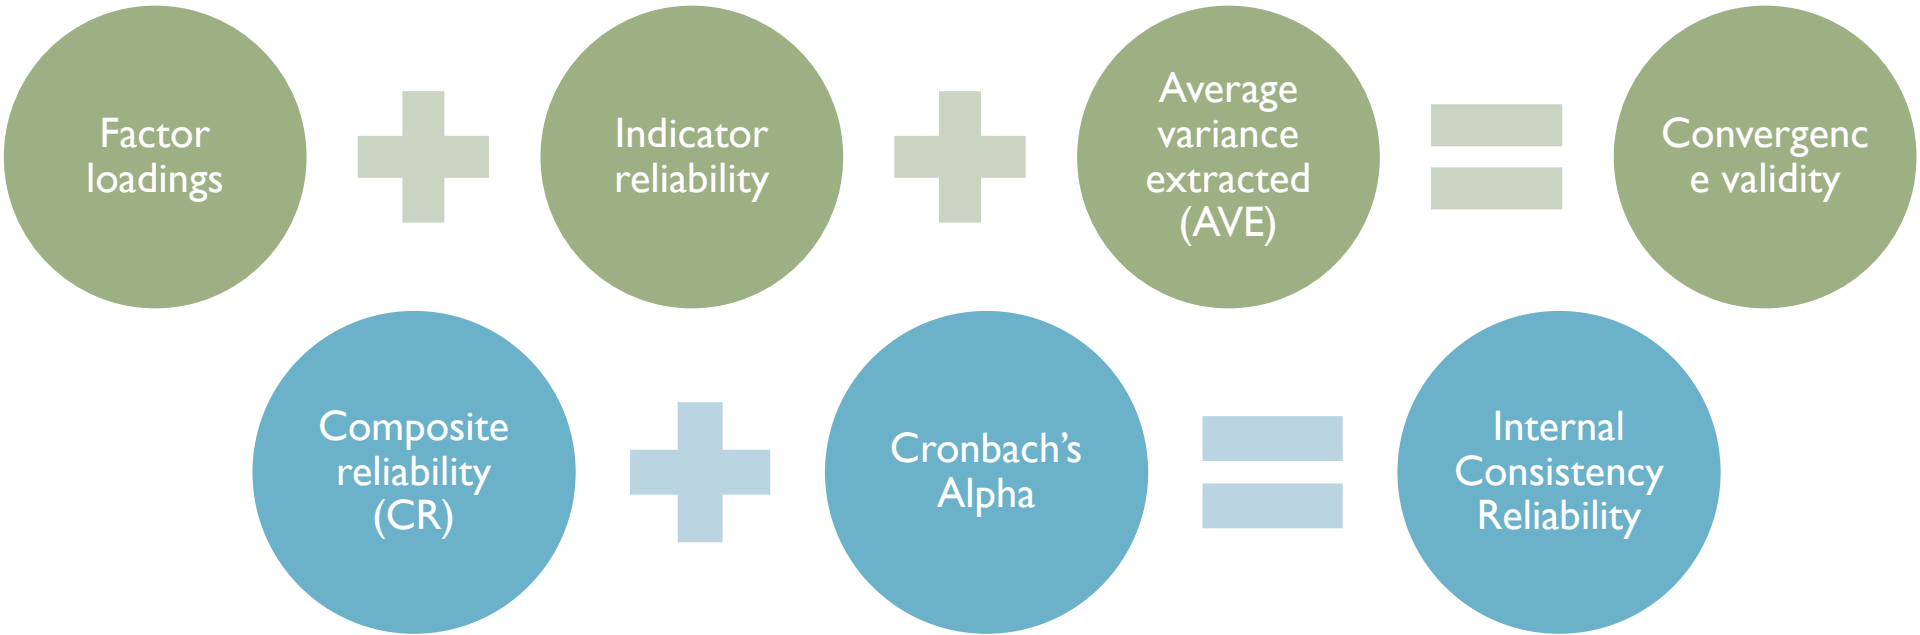 Factor
loadings
Indicator
reliability
Average
variance
extracted
(AVE)
Convergenc
e validity
Composite
reliability
(CR)
Cronbach’s
Alpha
Internal
Consistency
Reliability